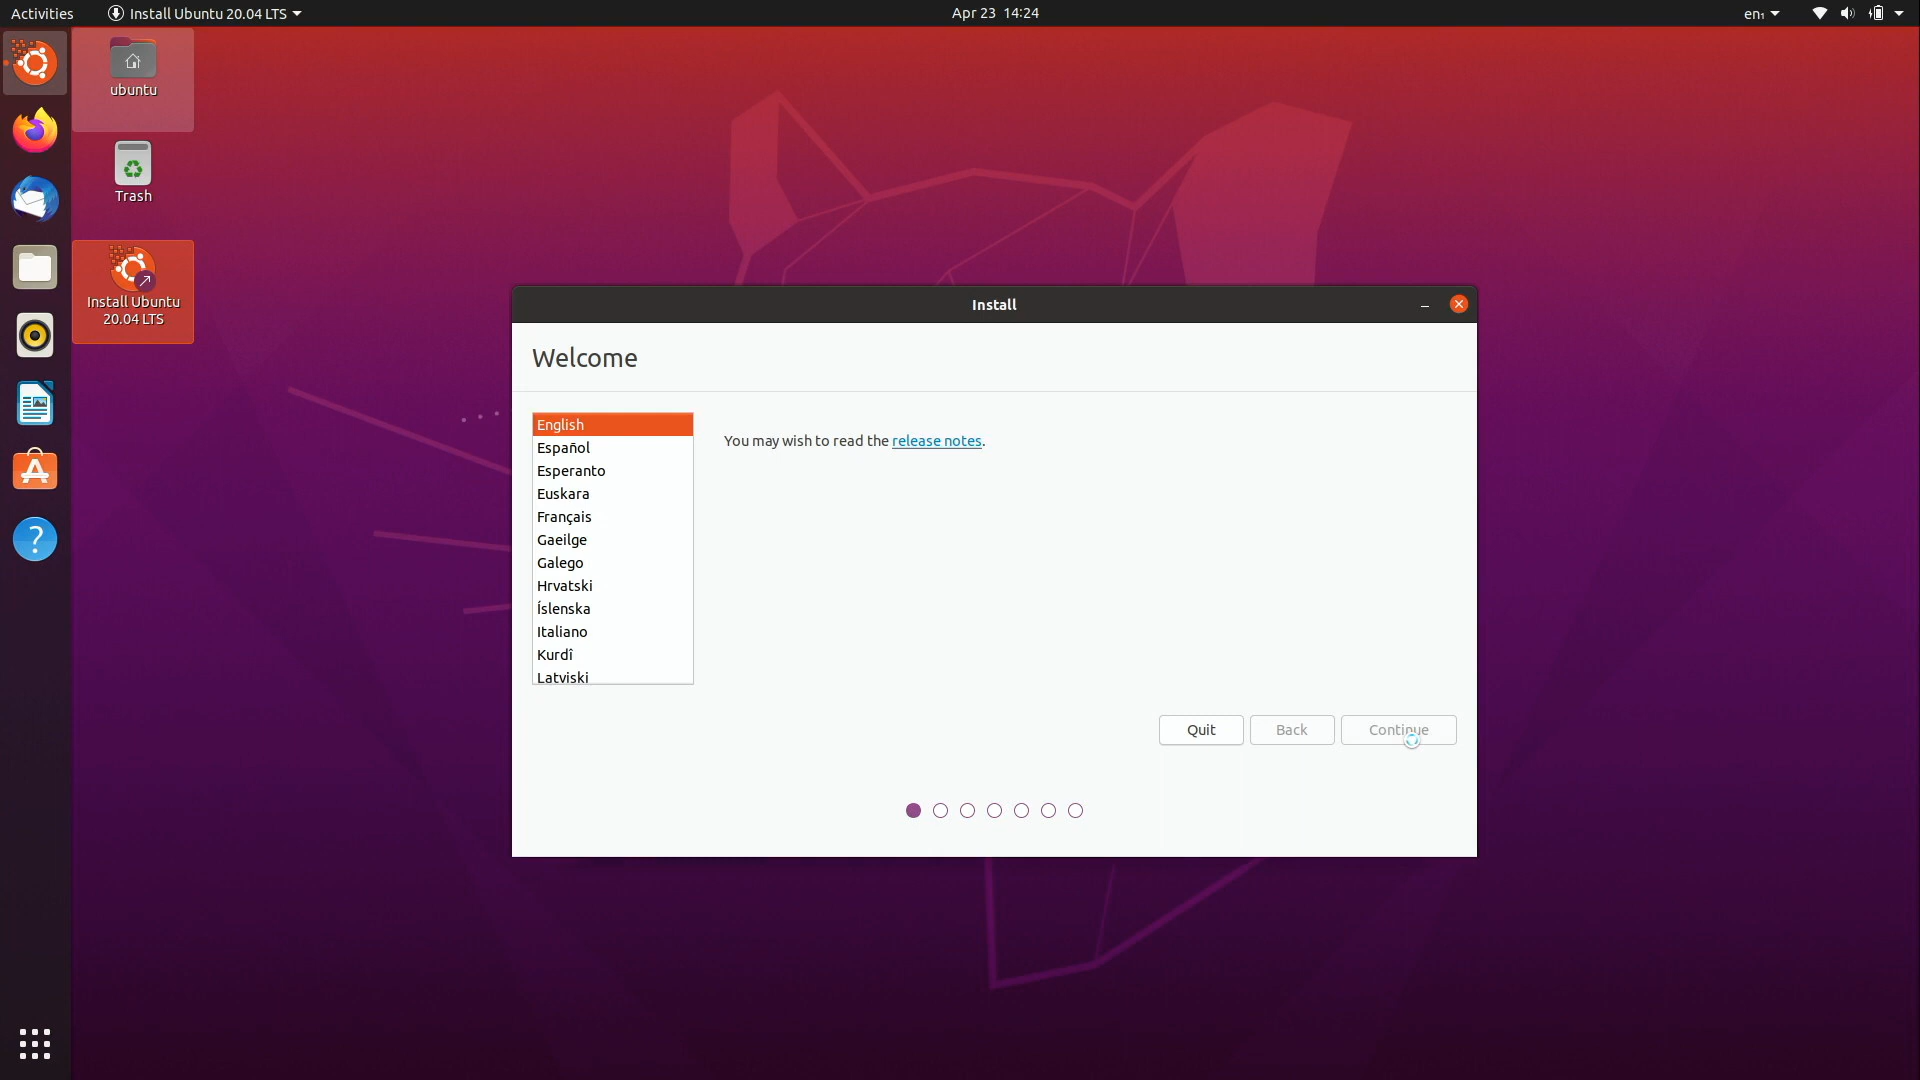 Activities
Install Ubuntu 20.04 LTS
Apr 23 14:24
en₁
ubuntu
Trash
Install Ubuntu
20.04 LTS
Install
Welcome
English
Español
Esperanto
Euskara
Français
Gaeilge
Galego
Hrvatski
Íslenska
Italiano
Kurdî
Latviski
You may wish to read the release notes.
Quit
Back
Continue